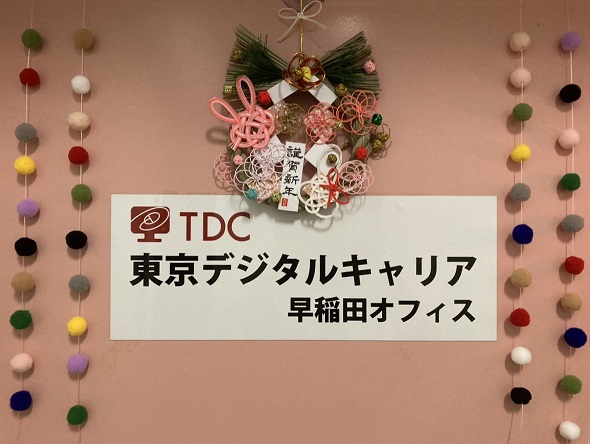 謹賀新年
TDC
東京デジタルキャリア
早稲田オフィス